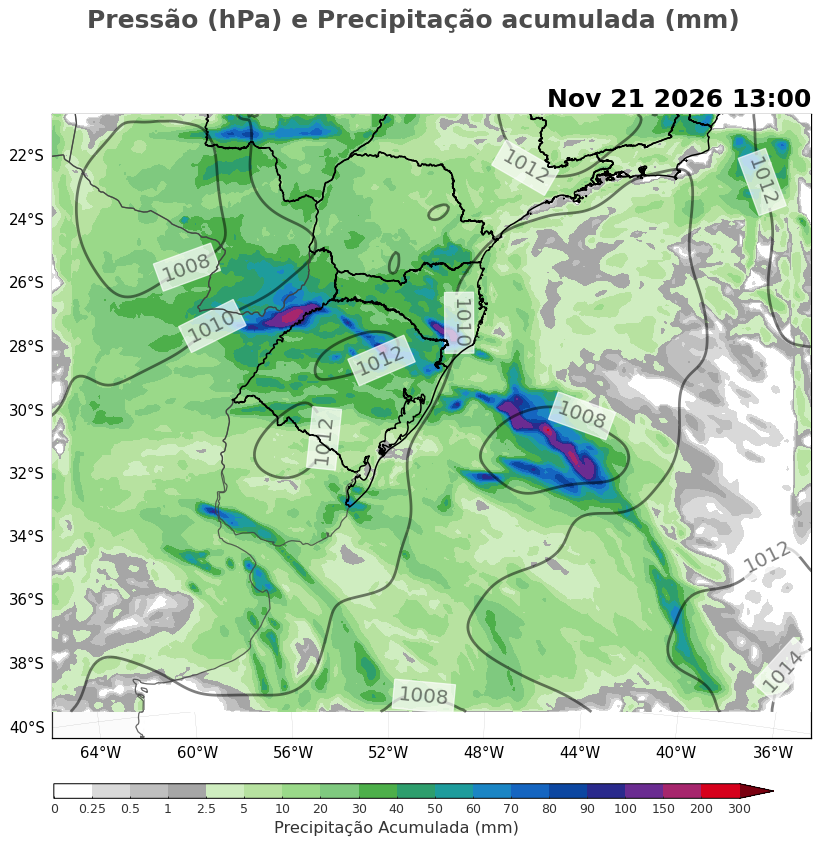 Pressão (hPa) e Precipitação acumulada (mm)
Nov 21 2026 13:00
22°S
24°S
26°S
28°S
30°S
32°S
34°S
36°S
38°S
40°S
1012
1012
1008
1010
1010
1012
1008
1012
1012
1014
1008
64°W 60°W 56°W 52°W 48°W 44°W 40°W 36°W
0 0.25 0.5 1 2.5 5 10 20 30 40 50 60 70 80 90 100 150 200 300
Precipitação Acumulada (mm)